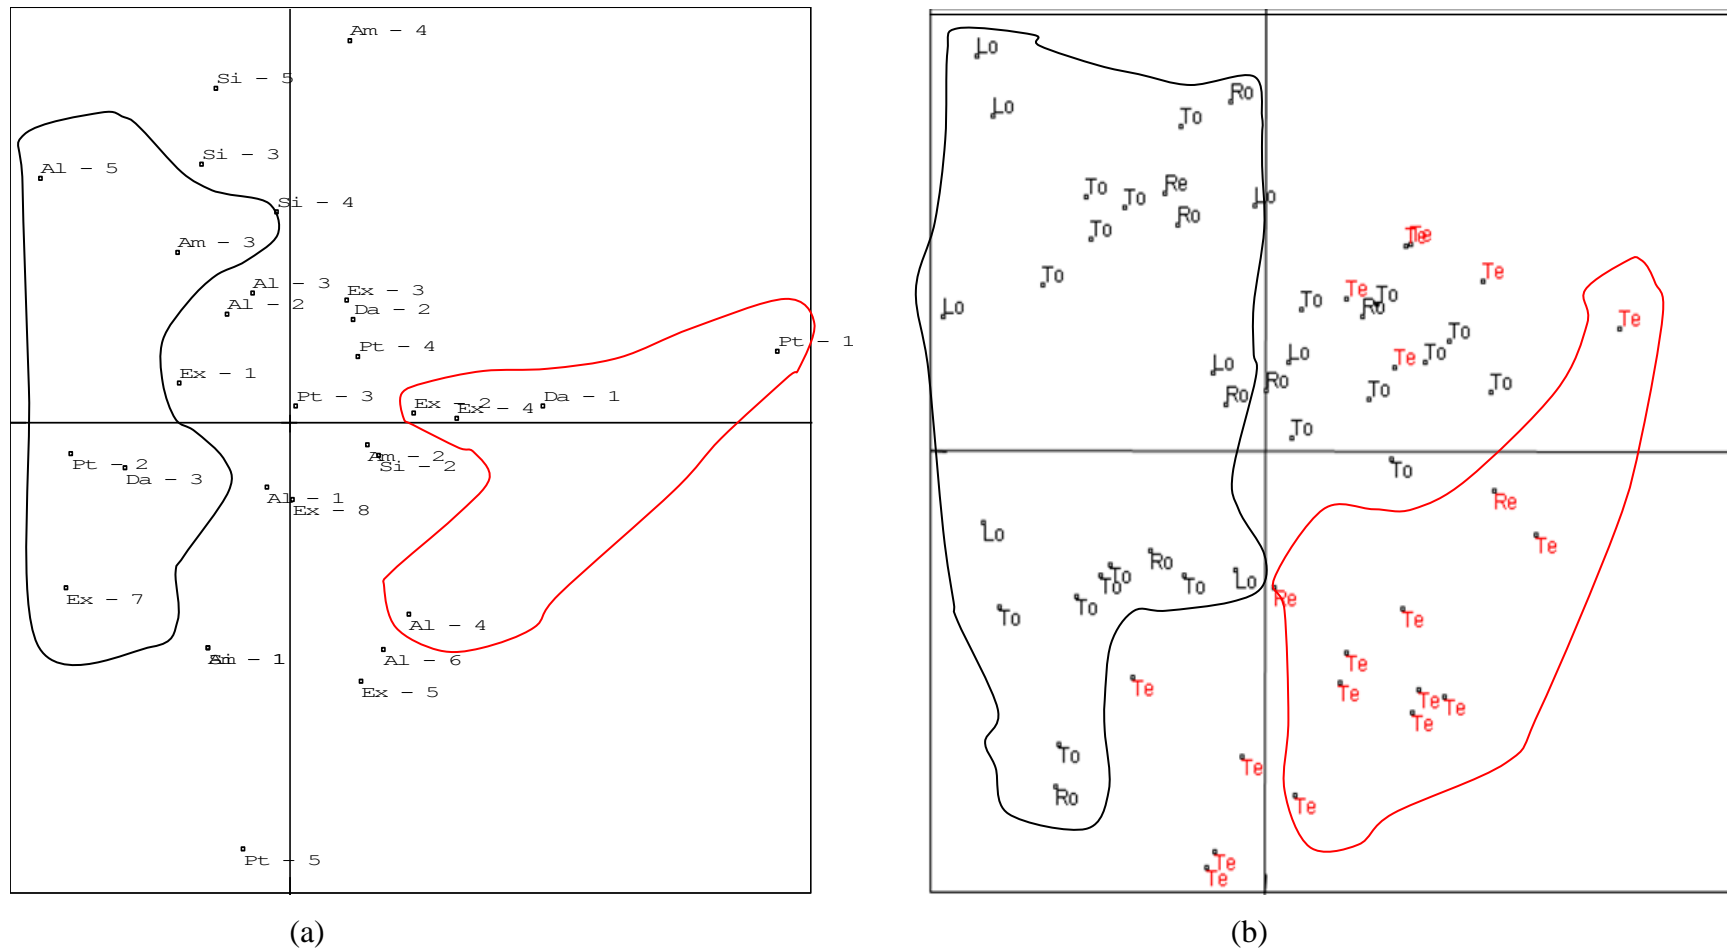 Am - 4
Si - 5
Si - 3
Al - 5
Si - 4
Am - 3
Al - 3
Ex - 3
Al - 2
Da - 2
Pt - 4
Pt - 1
Ex - 1
Pt - 3
Ex - 2
Ex - 4
Da - 1
Pt - 2
Da - 3
Am - 2
Si - 2
Al - 1
Ex - 8
Ex - 7
Al - 4
Am - 1
Al - 6
Ex - 5
Pt - 5
(a)
Lo
Ro
Lo
To
To
To
Re
Lo
Ro
To
Te
Te
To
Te
Te
To
To
Lo
Ro
Te
To
Lo
Lo
To
Te
Ro
Ro
To
To
To
To
Re
Lo
Te
Ro
To
To
To
Lo
To
To
Re
Te
Te
Te
Te
Te
Te
Te
To
Te
Ro
Te
Te
Te
(b)